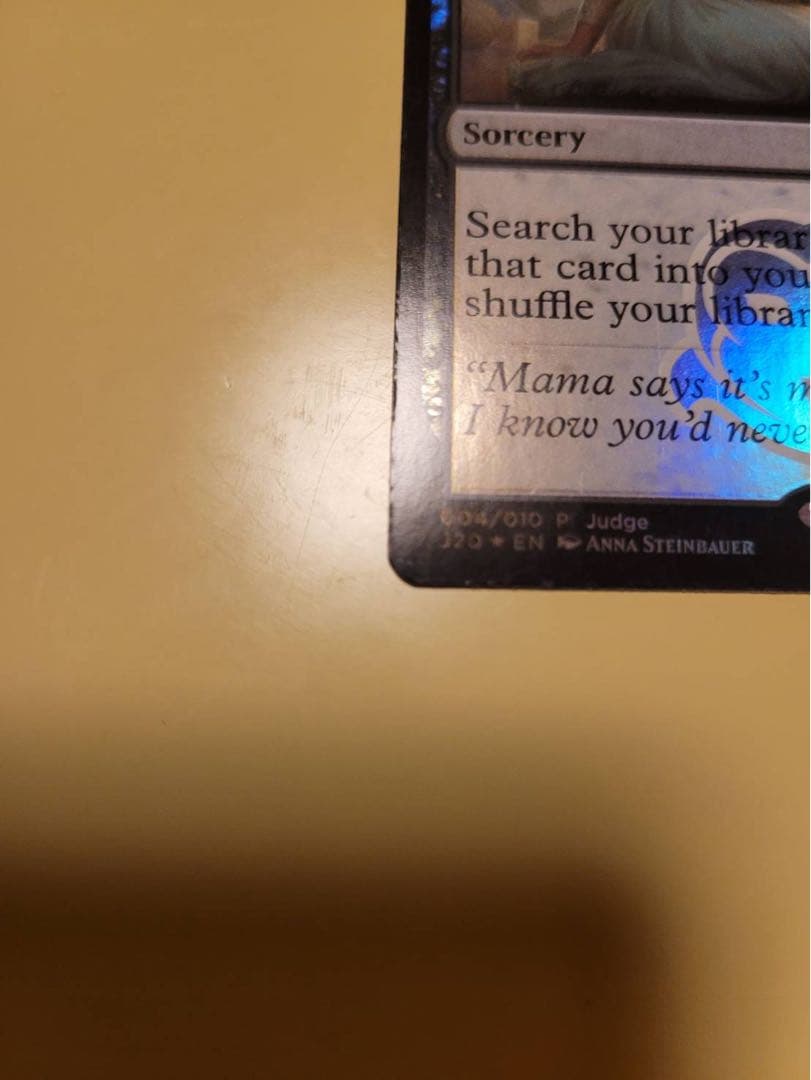 Sorcery
Search your librar
that card into you
shuffle your librar
“Mama says it’s m
I know you’d neve
004/010 P Judge
J20 ★ EN ANNA STEINBAUER